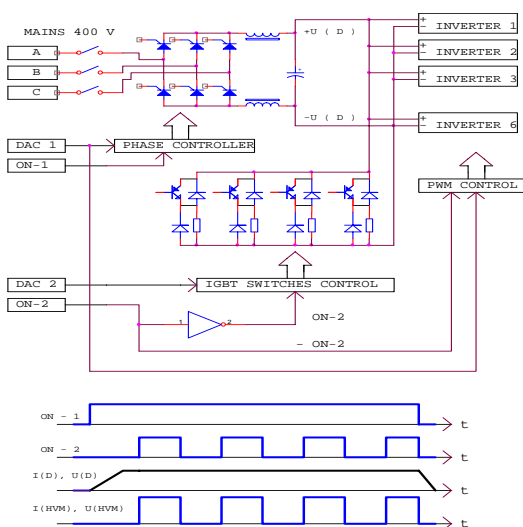 MAINS 400 V
A
B
C
+U ( D )
-U ( D )
+
-
INVERTER 1
+
-
INVERTER 2
+
-
INVERTER 3
+
-
INVERTER 6
+
DAC 1
ON-1
PHASE CONTROLLER
PWM CONTROL
DAC 2
ON-2
IGBT SWITCHES CONTROL
1
2
ON-2
- ON-2
ON - 1
t
ON - 2
t
I(D), U(D)
t
I(HVM), U(HVM)
t